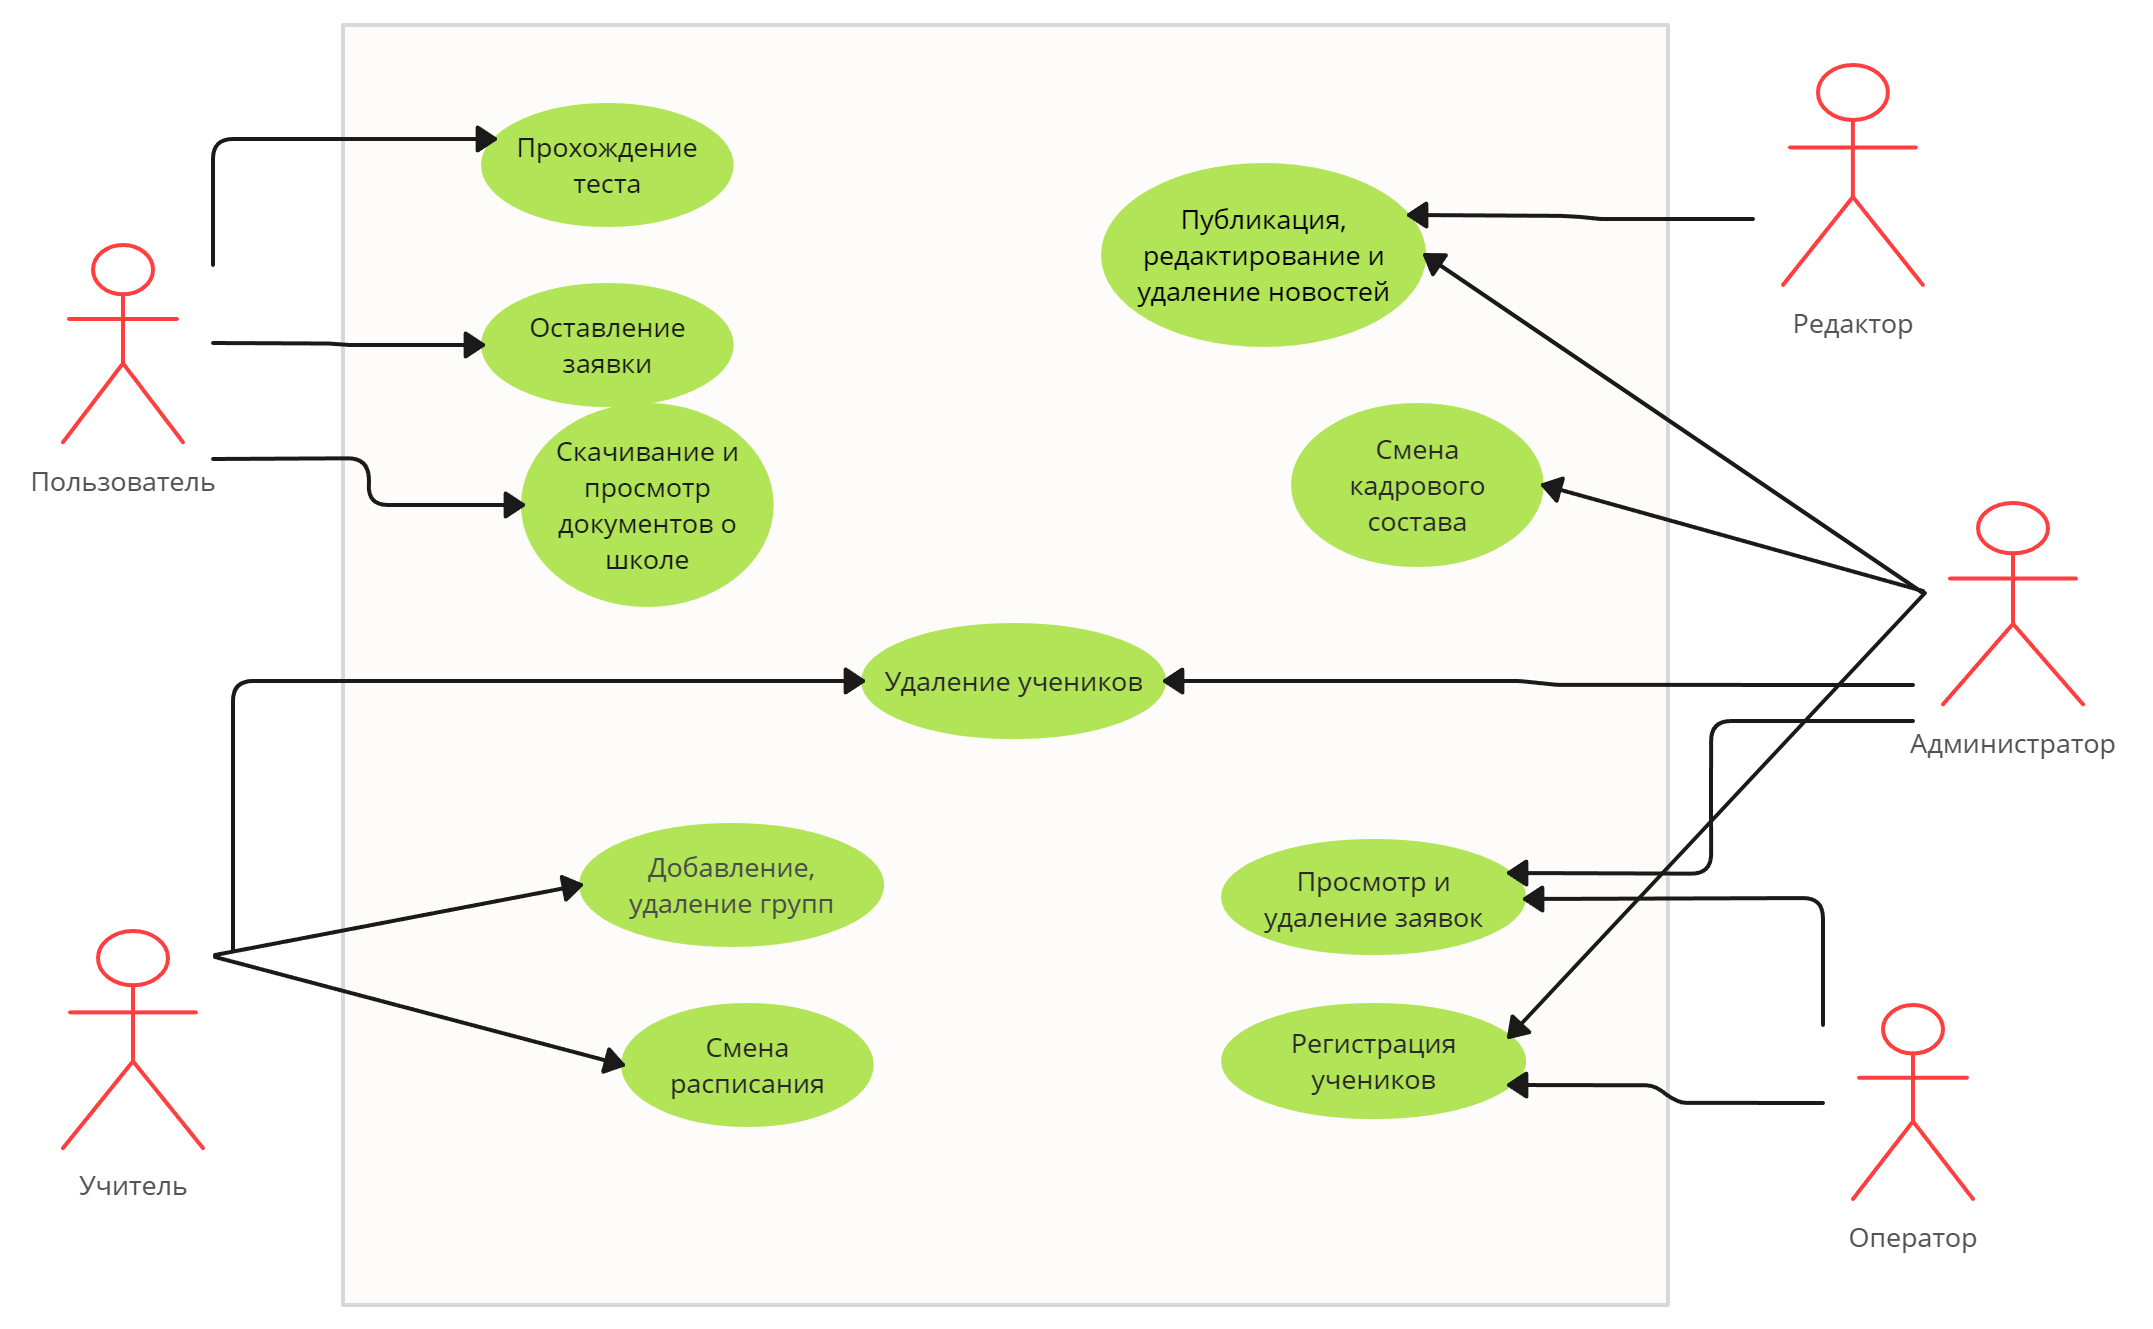 Прохождение
теста
Оставление
заявки
Скачивание и
просмотр
документов о
школе
Пользователь
Публикация,
редактирование и
удаление новостей
Редактор
Смена
кадрового
состава
Удаление учеников
Администратор
Добавление,
удаление групп
Смена
расписания
Учитель
Просмотр и
удаление заявок
Регистрация
учеников
Оператор